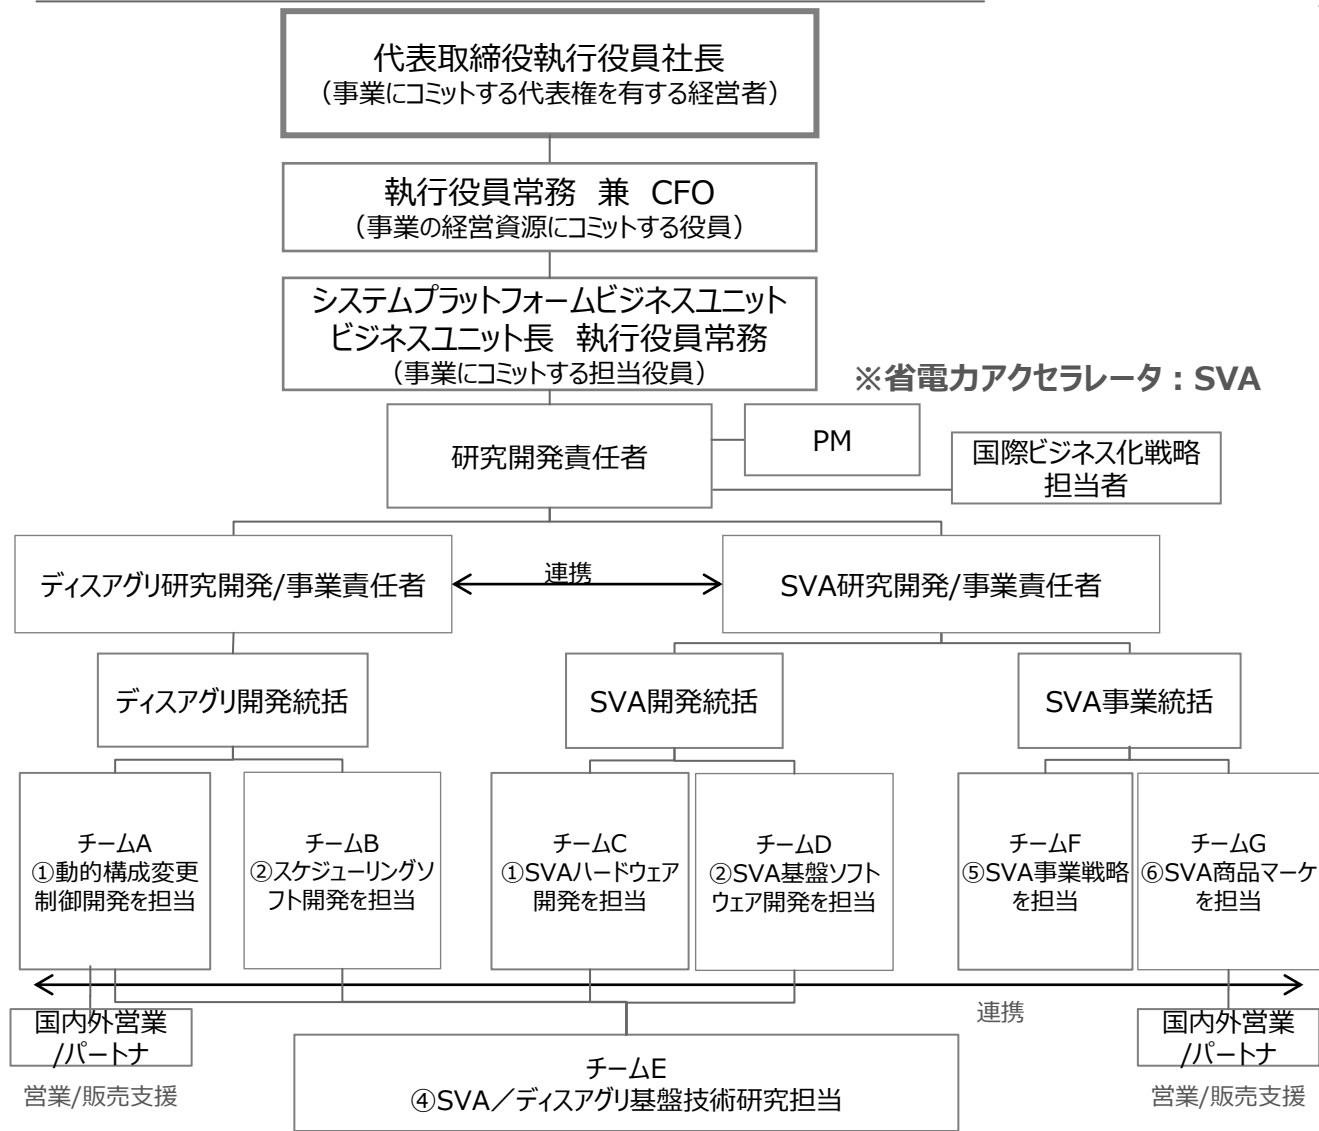 代表取締役執行役員社長
（事業にコミットする代表権を有する経営者）
執行役員常務 兼 CFO
（事業の経営資源にコミットする役員）
システムプラットフォームビジネスユニット
ビジネスユニット長 執行役員常務
（事業にコミットする担当役員）
※省電力アクセラレータ：SVA
研究開発責任者
PM
国際ビジネス化戦略
担当者
ディスアグリ研究開発/事業責任者
連携
SVA研究開発/事業責任者
ディスアグリ開発統括
SVA開発統括
SVA事業統括
チームA
①動的構成変更
制御開発を担当
チームB
②スケジューリングソ
フト開発を担当
チームC
①SVAハードウェア
開発を担当
チームD
②SVA基盤ソフト
ウェア開発を担当
チームF
⑤SVA事業戦略
を担当
チームG
⑥SVA商品マーケ
を担当
連携
国内外営業
/パートナ
営業/販売支援
チームE
④SVA／ディスアグリ基盤技術研究担当
国内外営業
/パートナ
営業/販売支援